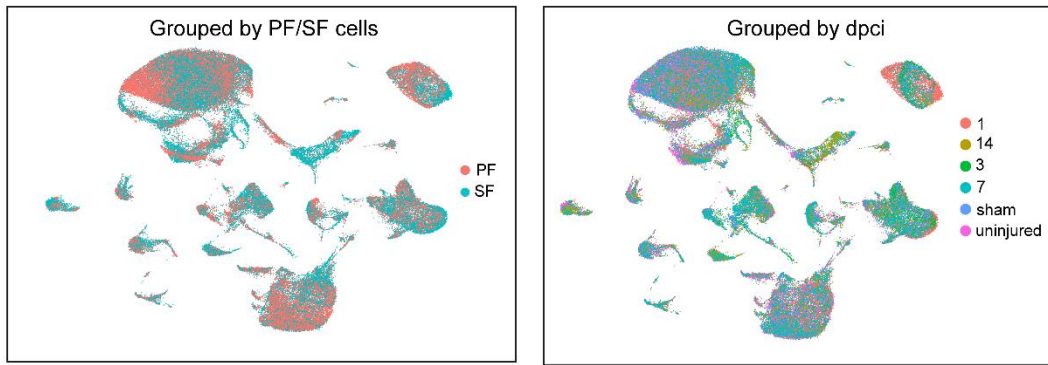 Grouped by PF/SF cells
PF
SF
Grouped by dpci
1
14
3
7
sham
uninjured